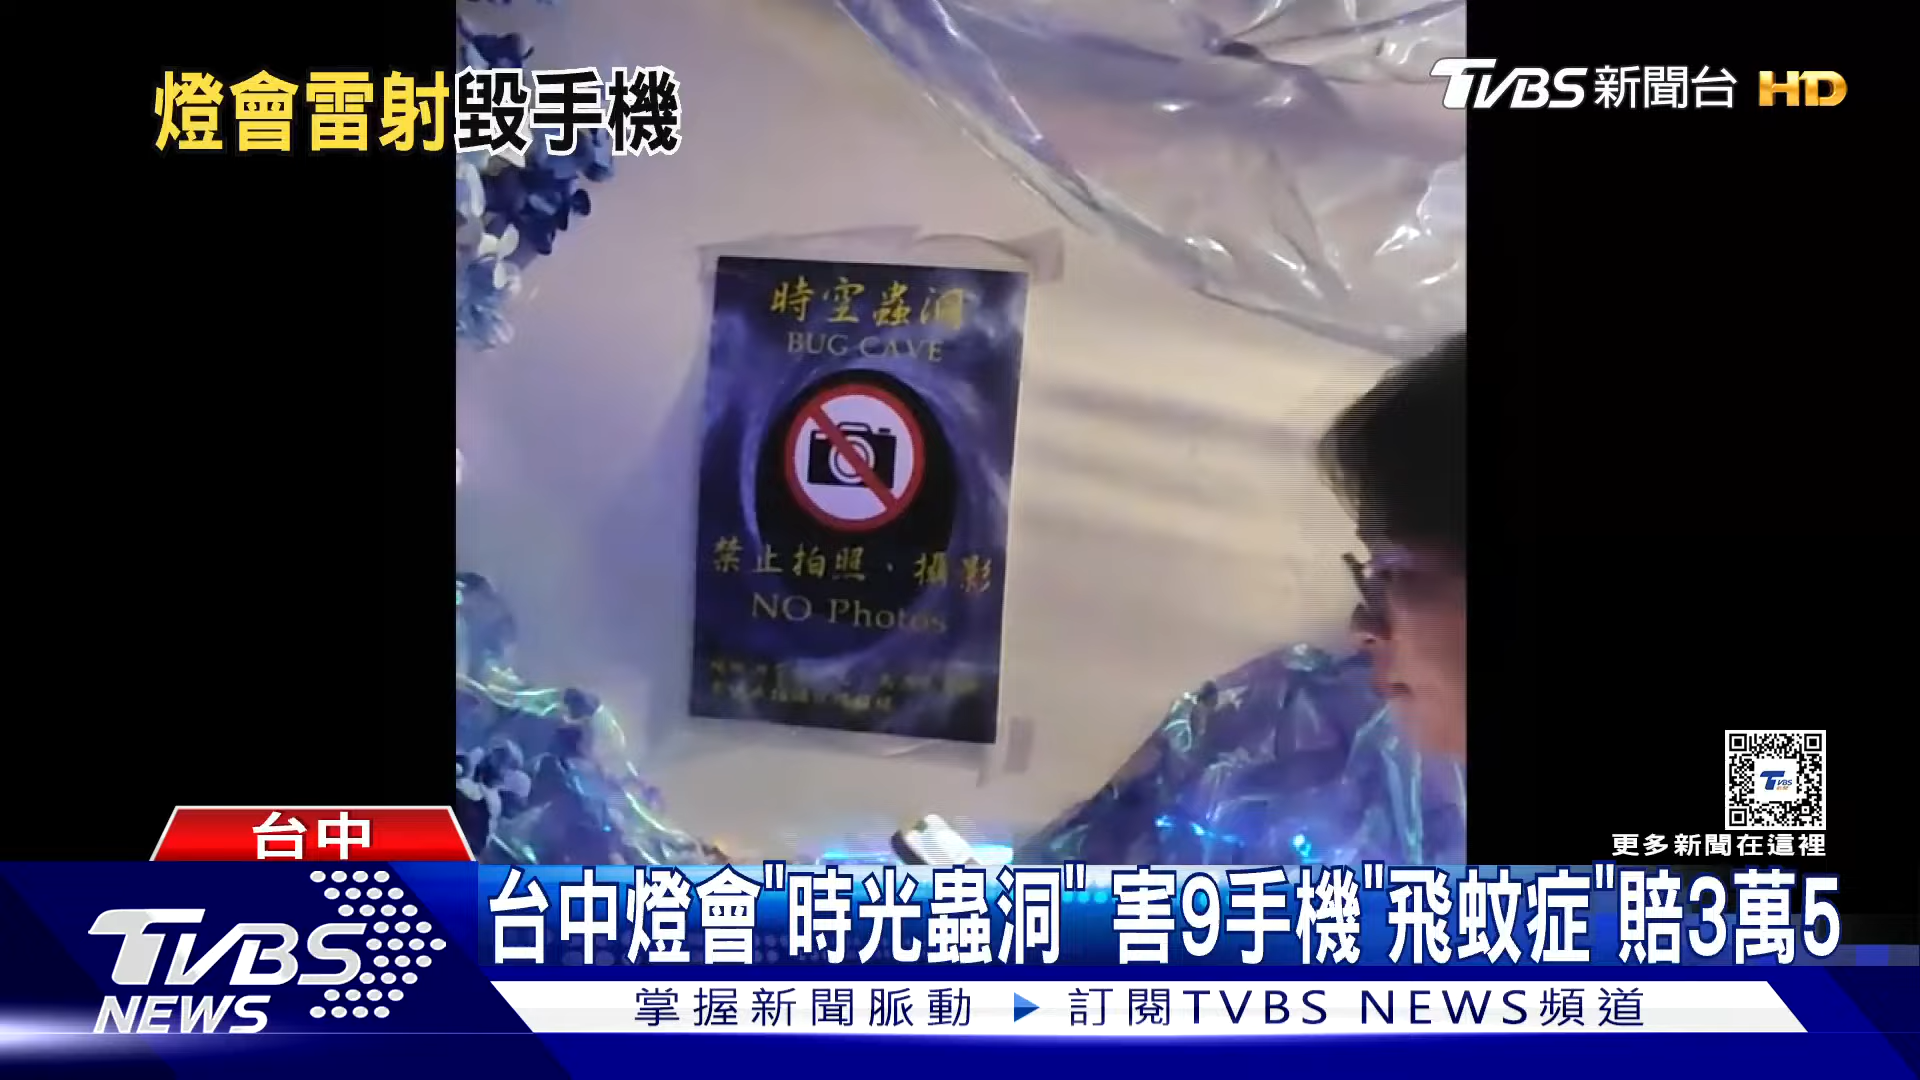 燈會雷射毀手機
TVBS新聞台 HD
時空蟲洞
BUG CAVE
禁止拍照、攝影
NO Photos
TVBS
更多新聞在這裡
台中
台中燈會"時光蟲洞" 害9手機"飛蚊症"賠3萬5
TVBS
NEWS
掌握新聞脈動 ▶ 訂閱TVBS NEWS頻道